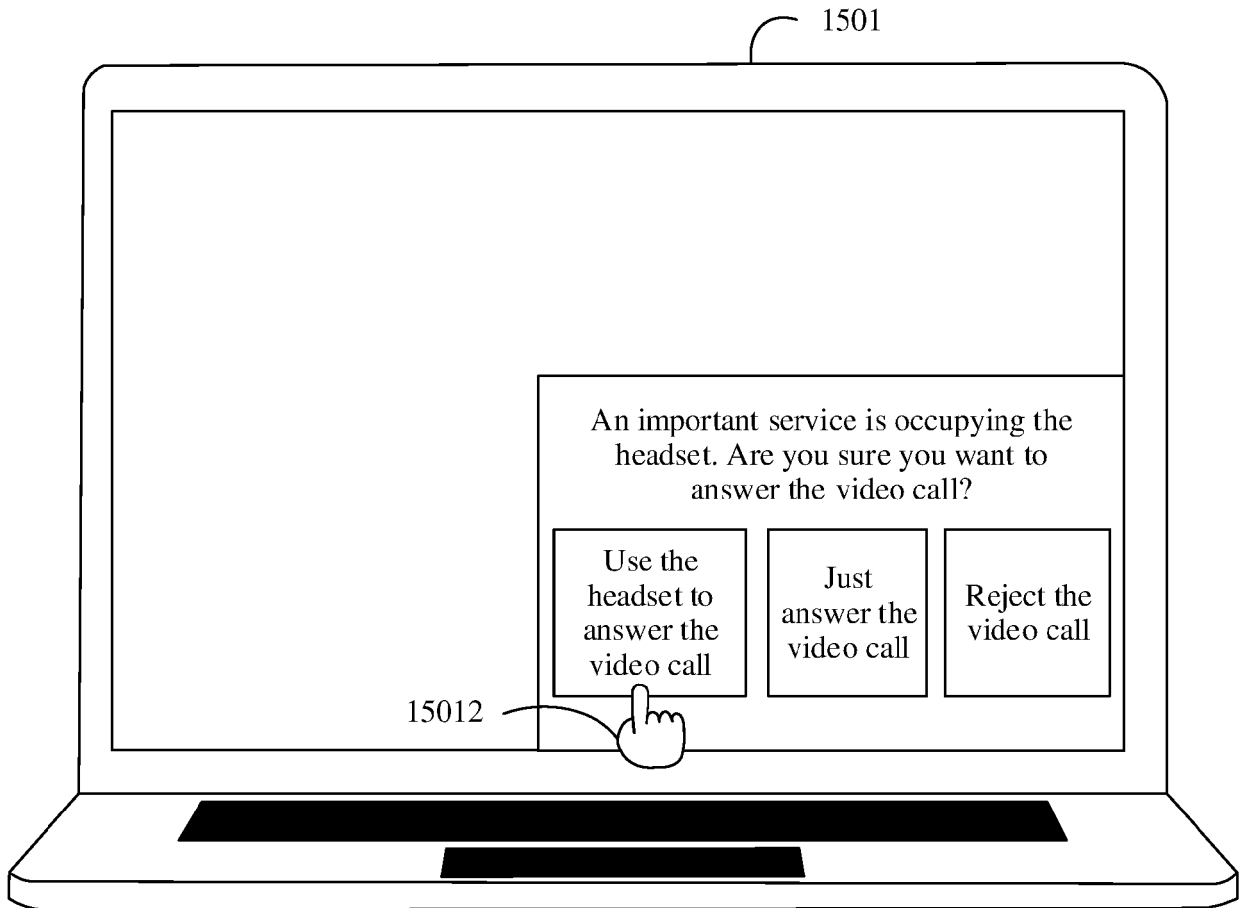 1501
An important service is occupying the
headset. Are you sure you want to
answer the video call?
Use the
headset to
answer the
video call
Just
answer the
video call
Reject the
video call
15012